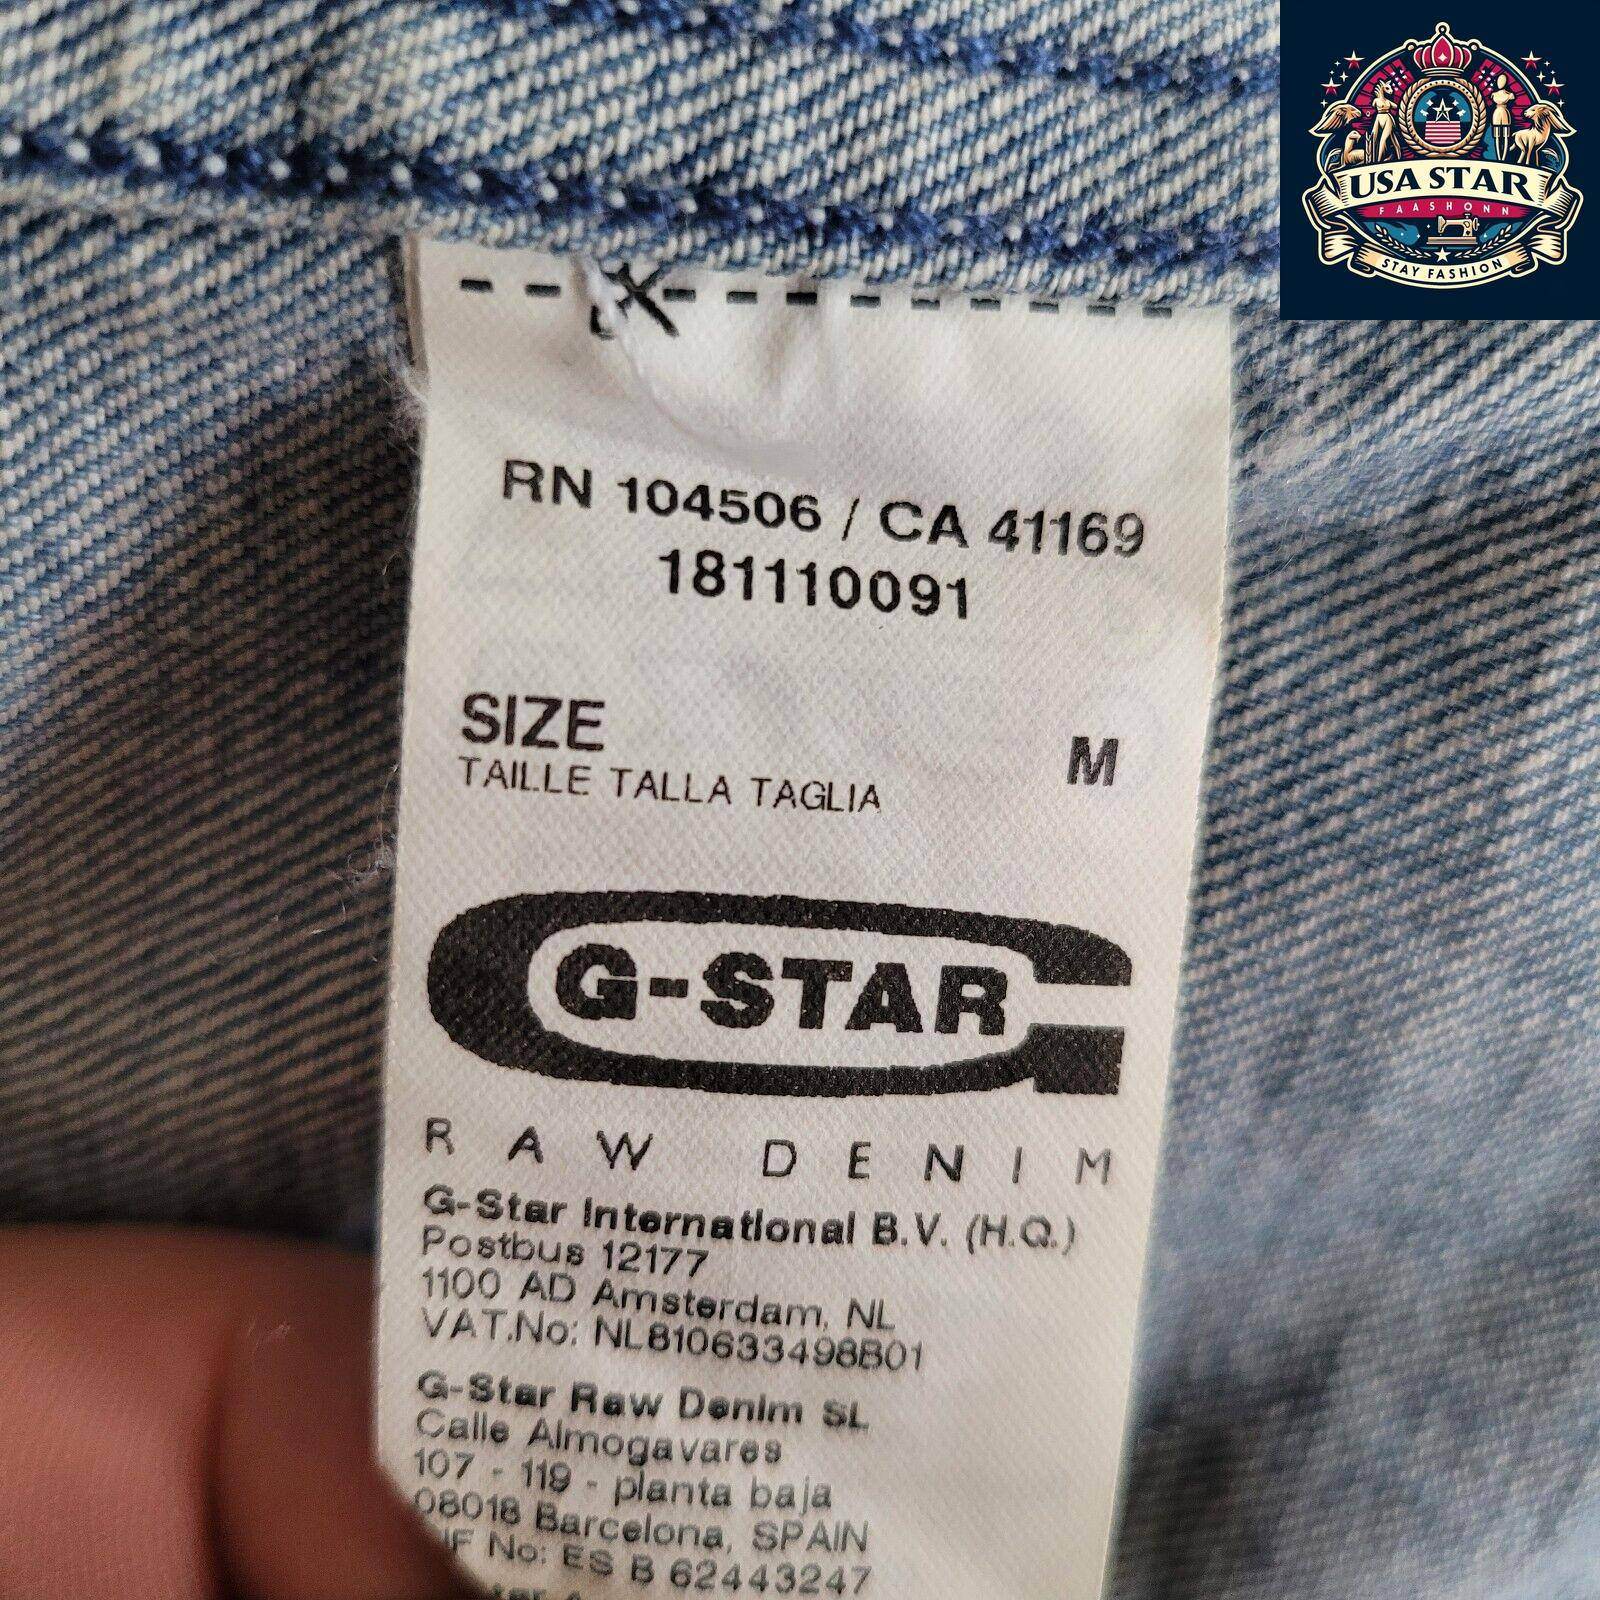 USA STAR
FAASHONN
STAY FASHION
RN 104506 / CA 41169
181110091
SIZE M
TAILLE TALLA TAGLIA
G-STAR
RAW DENIM
G-Star International B.V. (H.Q.)
Postbus 12177
1100 AD Amsterdam, NL
VAT.No: NL810633498B01
G-Star Raw Denim SL
Calle Almogavares
107 - 119 - planta baja
08018 Barcelona, SPAIN
No: ES B 62443247